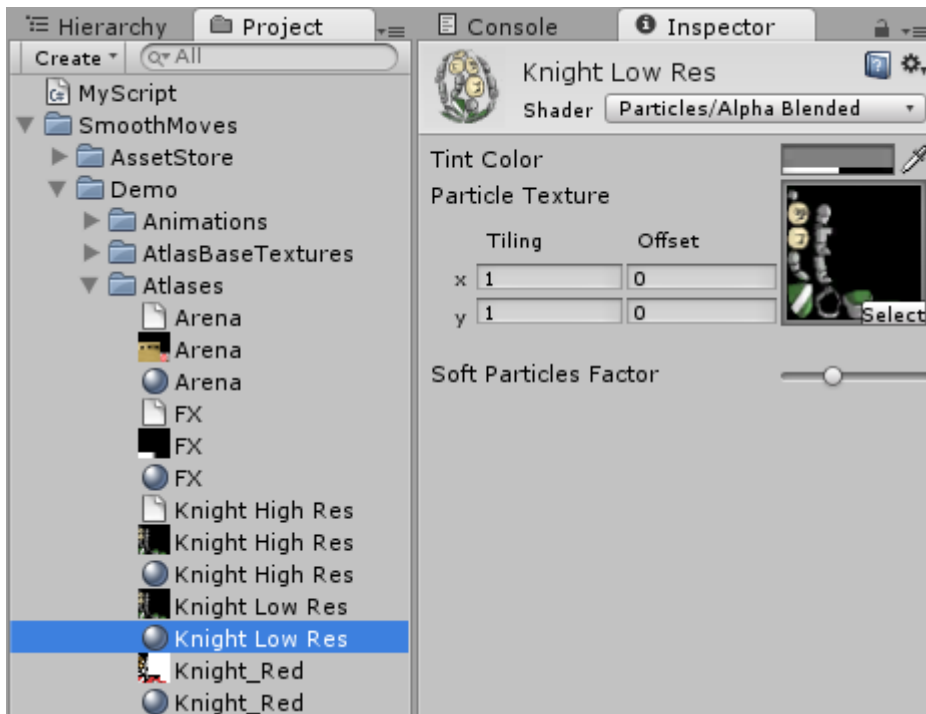 Hierarchy
Project
Create
All
MyScript
SmoothMoves
AssetStore
Demo
Animations
AtlasBaseTextures
Atlases
Arena
Arena
Arena
FX
FX
FX
Knight High Res
Knight High Res
Knight High Res
Knight Low Res
Knight Low Res
Knight_Red
Knight_Red
Console
Inspector
Knight Low Res
Shader Particles/Alpha Blended
Tint Color
Particle Texture
Tiling Offset
x 1 0
y 1 0
Select
Soft Particles Factor